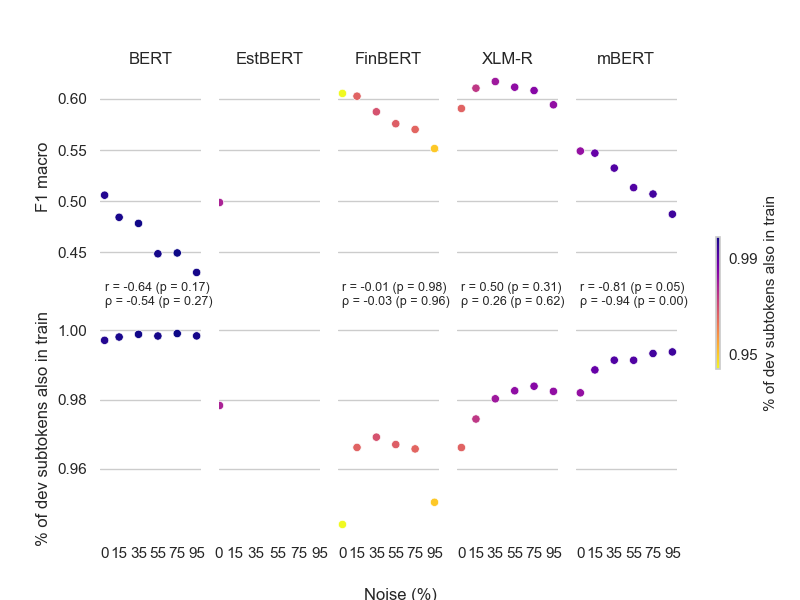 BERT EstBERT FinBERT XLM-R mBERT
F1 macro
0.60
0.55
0.50
0.45
r = -0.64 (p = 0.17) r = -0.01 (p = 0.98) r = 0.50 (p = 0.31) r = -0.81 (p = 0.05)
ρ = -0.54 (p = 0.27) ρ = -0.03 (p = 0.96) ρ = 0.26 (p = 0.62) ρ = -0.94 (p = 0.00)
% of dev subtokens also in train
1.00
0.98
0.96
0 15 35 55 75 95 0 15 35 55 75 95 0 15 35 55 75 95 0 15 35 55 75 95 0 15 35 55 75 95
Noise (%)
0.99
0.95
% of dev subtokens also in train